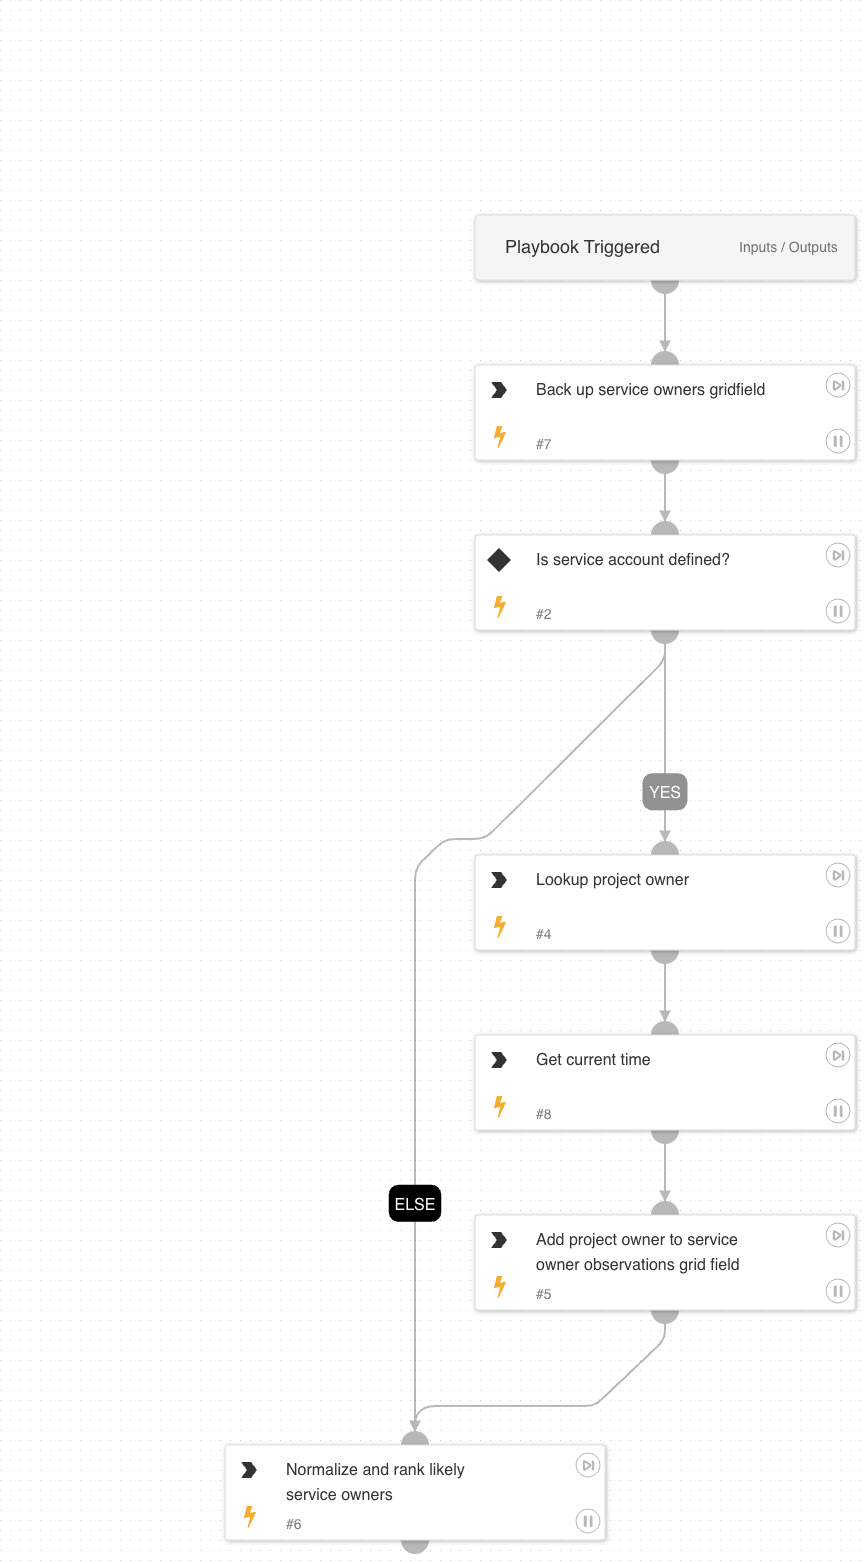 Playbook Triggered
Inputs / Outputs
Back up service owners gridfield
#7
Is service account defined?
#2
YES
Lookup project owner
#4
Get current time
#8
ELSE
Add project owner to service
owner observations grid field
#5
Normalize and rank likely
service owners
#6